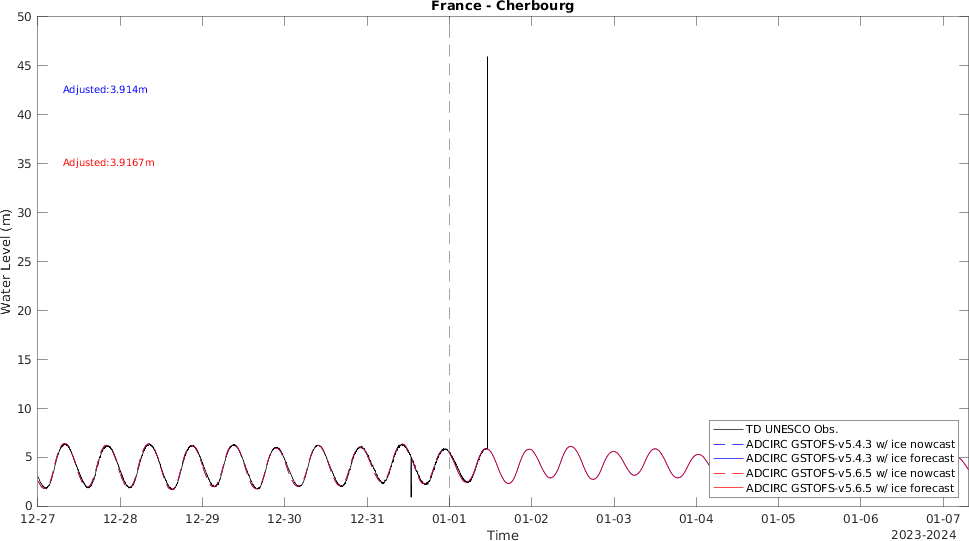 France - Cherbourg
50
45
40
35
30
25
20
15
10
5
0
Water Level (m)
Adjusted:3.914m
Adjusted:3.9167m
TD UNESCO Obs.
ADCIRC GSTOFS-v5.4.3 w/ ice nowcast
ADCIRC GSTOFS-v5.4.3 w/ ice forecast
ADCIRC GSTOFS-v5.6.5 w/ ice nowcast
ADCIRC GSTOFS-v5.6.5 w/ ice forecast
12-27 12-28 12-29 12-30 12-31 01-01 01-02 01-03 01-04 01-05 01-06 01-07
Time
2023-2024